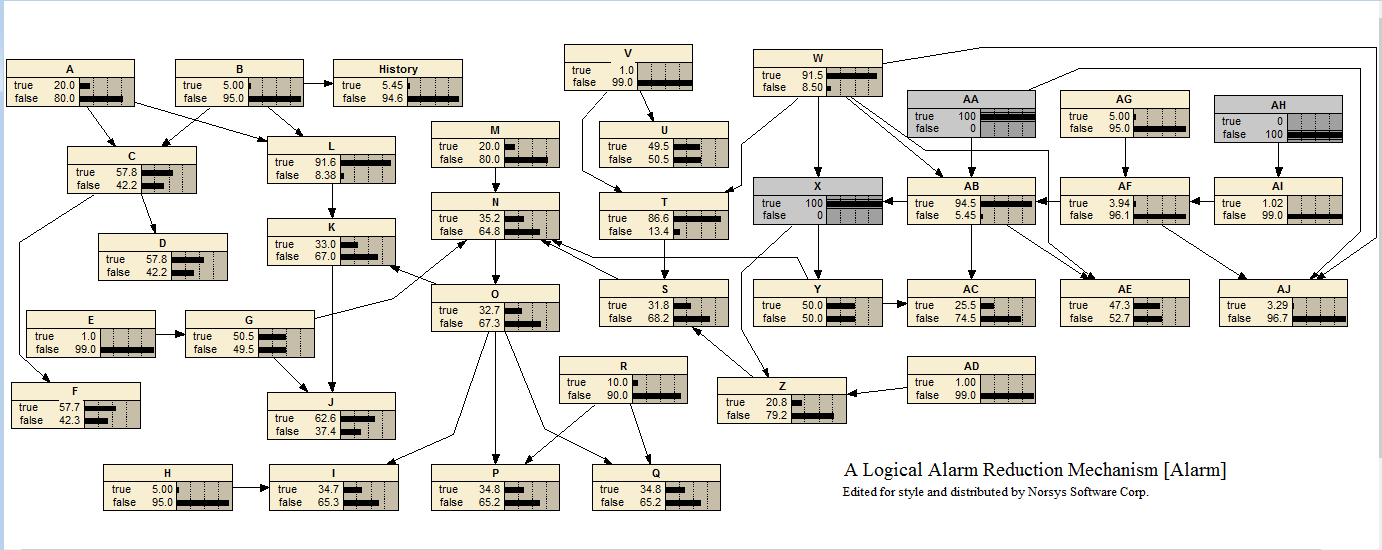 A
true 20.0
false 80.0
B
true 5.00
false 95.0
History
true 5.45
false 94.6
V
true 1.0
false 99.0
W
true 91.5
false 8.50
AA
true 100
false 0
AG
true 5.00
false 95.0
AH
true 0
false 100
C
true 57.8
false 42.2
L
true 91.6
false 8.38
M
true 20.0
false 80.0
U
true 49.5
false 50.5
N
true 35.2
false 64.8
T
true 86.6
false 13.4
X
true 100
false 0
AB
true 94.5
false 5.45
AF
true 3.94
false 96.1
AI
true 1.02
false 99.0
D
true 57.8
false 42.2
K
true 33.0
false 67.0
E
true 1.0
false 99.0
G
true 50.5
false 49.5
O
true 32.7
false 67.3
S
true 31.8
false 68.2
Y
true 50.0
false 50.0
AC
true 25.5
false 74.5
AE
true 47.3
false 52.7
AJ
true 3.29
false 96.7
F
true 57.7
false 42.3
J
true 62.6
false 37.4
R
true 10.0
false 90.0
Z
true 20.8
false 79.2
AD
true 1.00
false 99.0
H
true 5.00
false 95.0
I
true 34.7
false 65.3
P
true 34.8
false 65.2
Q
true 34.8
false 65.2
A Logical Alarm Reduction Mechanism [Alarm]
Edited for style and distributed by Norsys Software Corp.